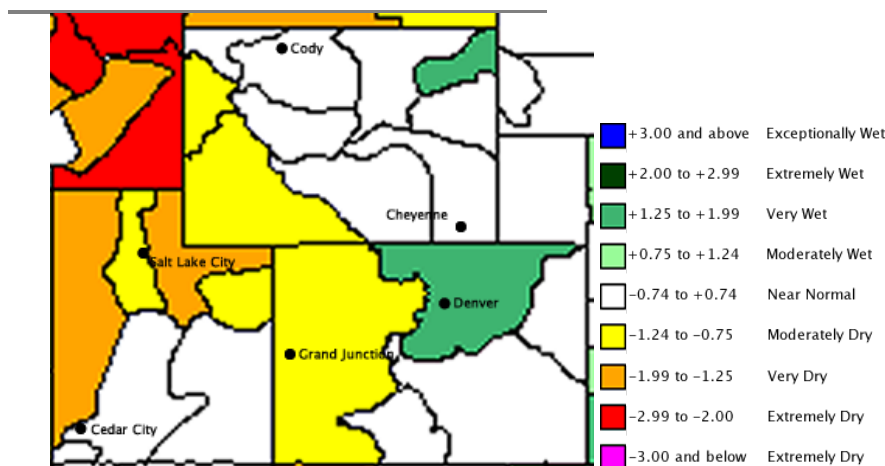 Cody
Cheyenne
Salt Lake City
Denver
Grand Junction
Cedar City
+3.00 and above Exceptionally Wet
+2.00 to +2.99 Extremely Wet
+1.25 to +1.99 Very Wet
+0.75 to +1.24 Moderately Wet
−0.74 to +0.74 Near Normal
−1.24 to −0.75 Moderately Dry
−1.99 to −1.25 Very Dry
−2.99 to −2.00 Extremely Dry
−3.00 and below Extremely Dry